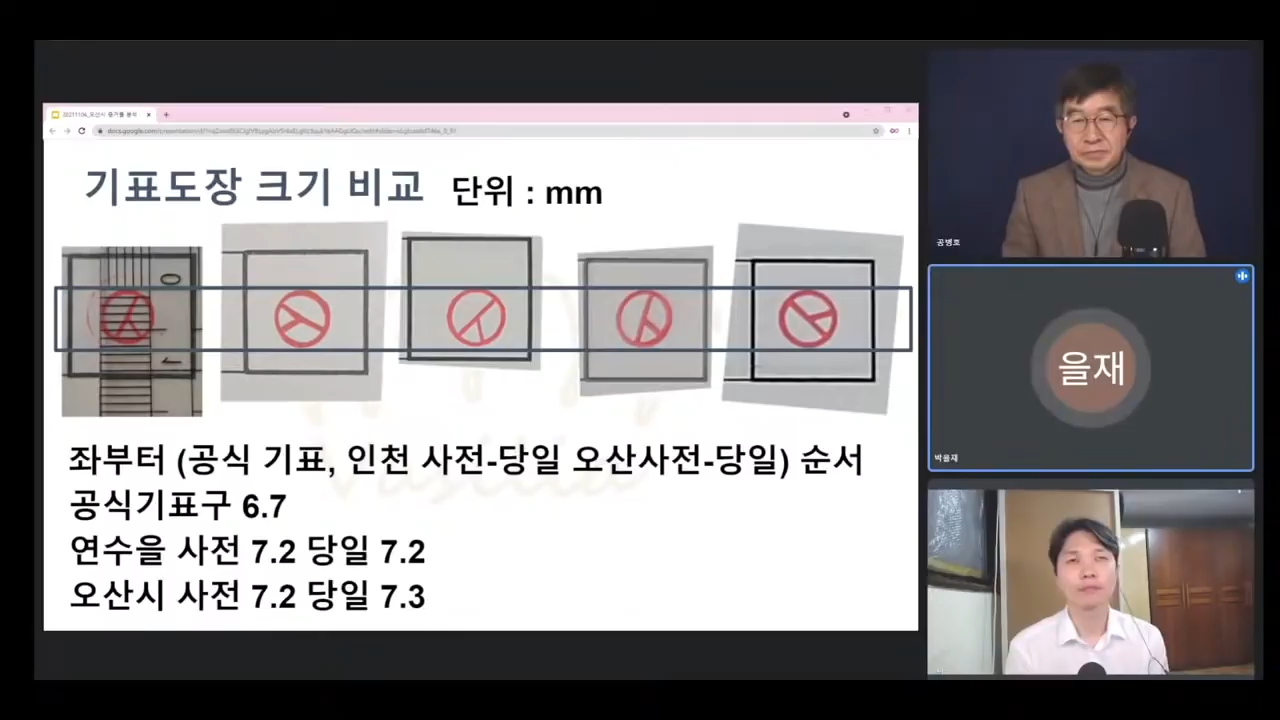 기표도장 크기 비교 단위 : mm
좌부터 (공식 기표, 인천 사전-당일 오산사전-당일) 순서
공식기표구 6.7
연수을 사전 7.2 당일 7.2
오산시 사전 7.2 당일 7.3
공병호
을재
박을재